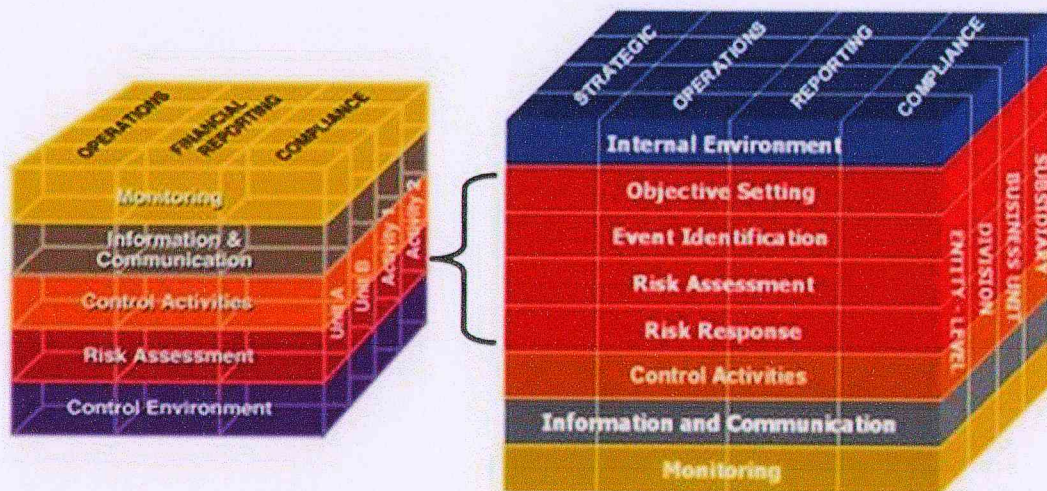 OPERATIONS
FINANCIAL
REPORTING
COMPLIANCE
Monitoring
Information &
Communication
Control Activities
Risk Assessment
Control Environment
UNIT A
UNIT B
Activity 1
Activity 2
STRATEGIC
OPERATIONS
REPORTING
COMPLIANCE
Internal Environment
Objective Setting
Event Identification
Risk Assessment
Risk Response
Control Activities
Information and Communication
Monitoring
ENTITY - LEVEL
DIVISION
BUSINESS UNIT
SUBSIDIARY